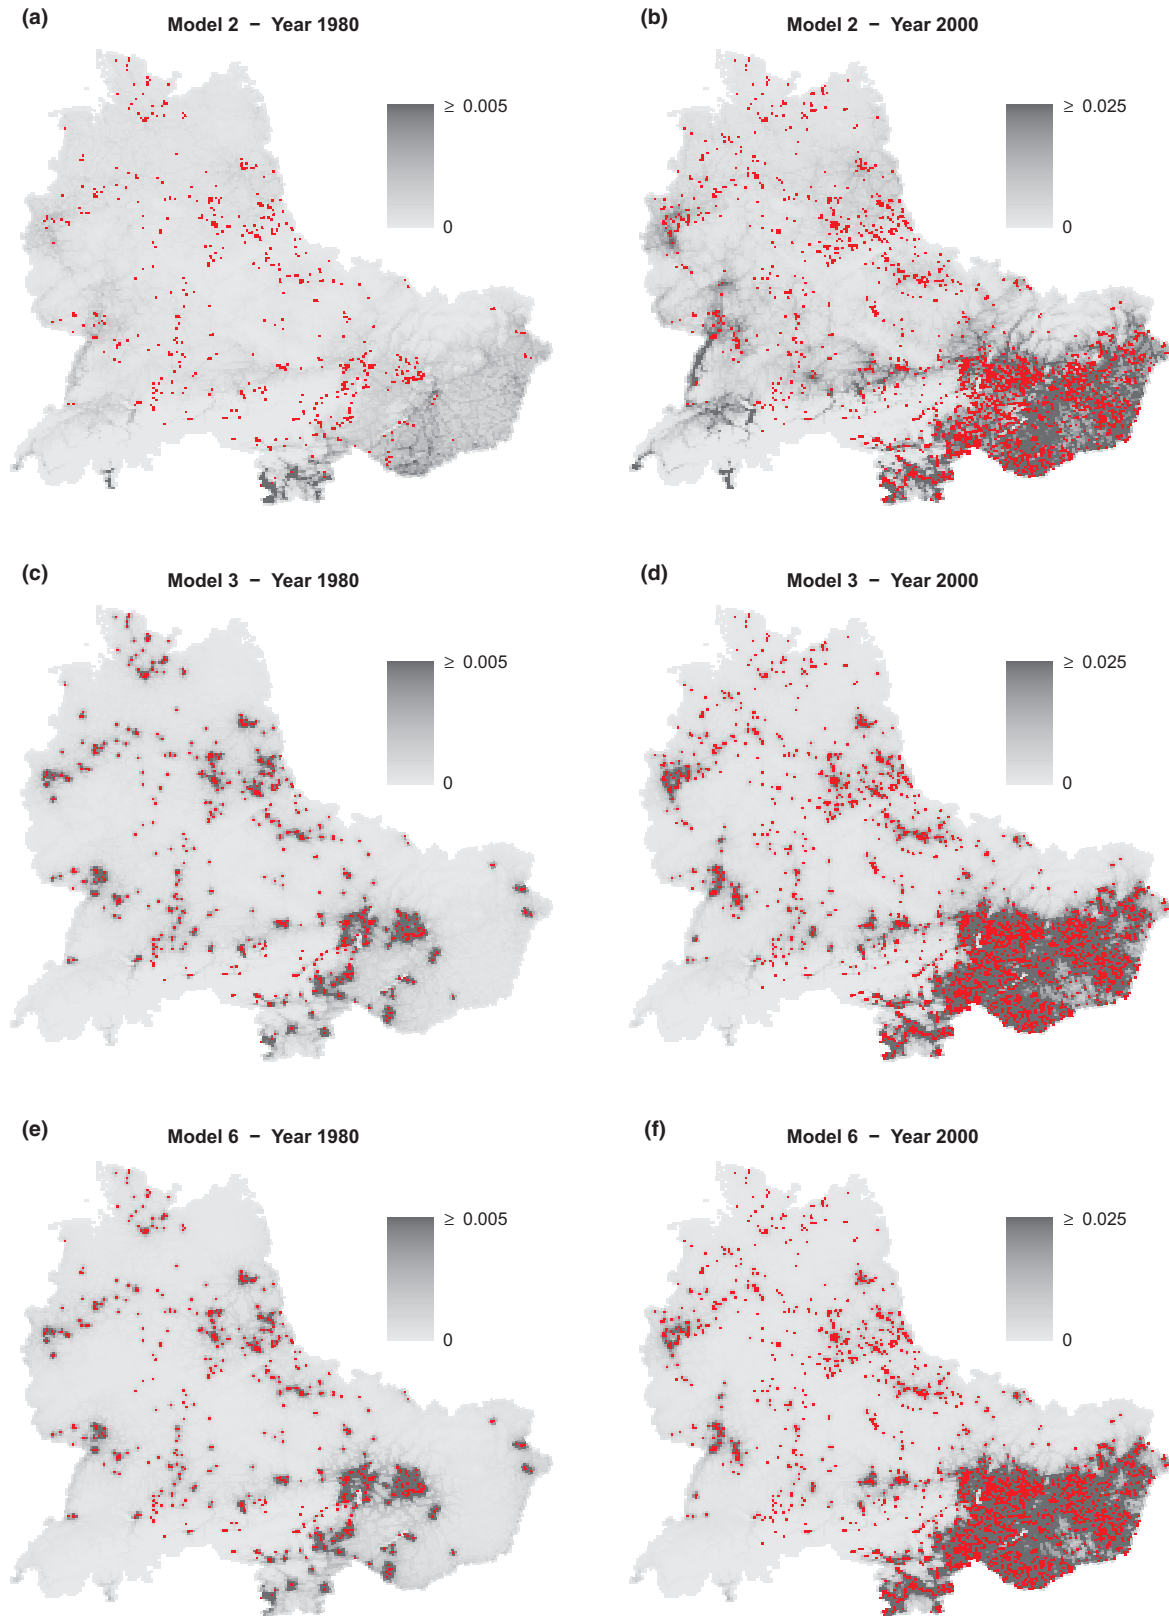 (a)
Model 2 – Year 1980
≥ 0.005
0
(b)
Model 2 – Year 2000
≥ 0.025
0
(c)
Model 3 – Year 1980
≥ 0.005
0
(d)
Model 3 – Year 2000
≥ 0.025
0
(e)
Model 6 – Year 1980
≥ 0.005
0
(f)
Model 6 – Year 2000
≥ 0.025
0